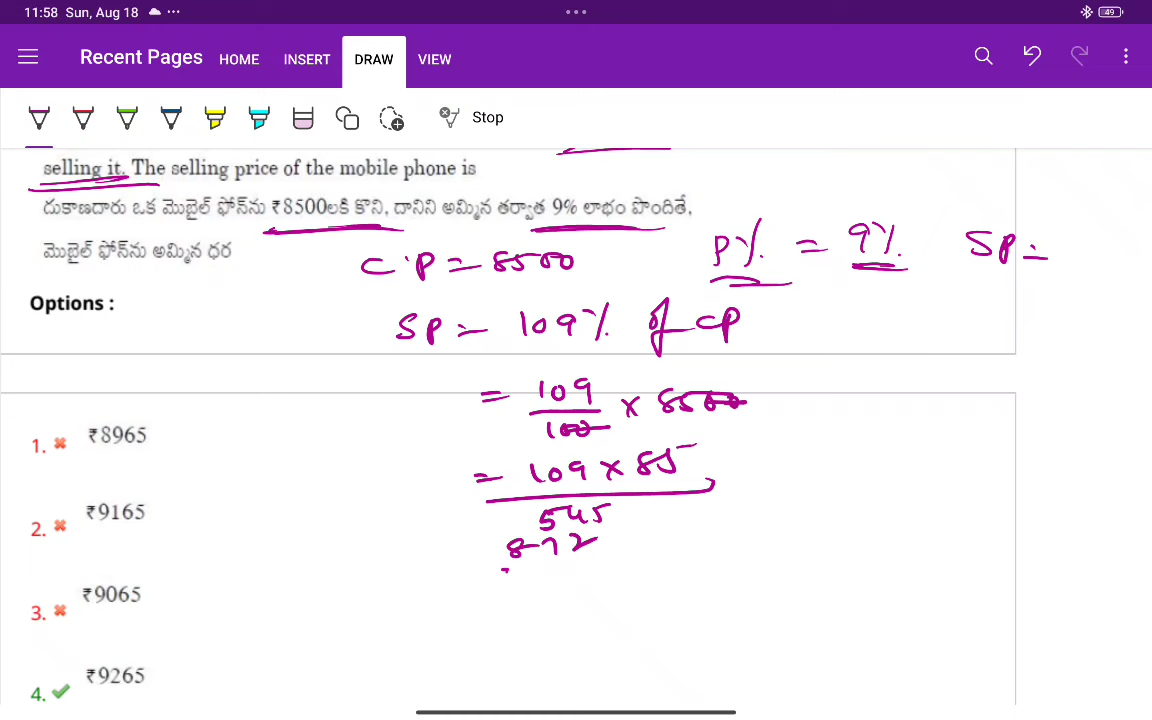 11:58 Sun, Aug 18
49
Recent Pages HOME INSERT DRAW VIEW
Stop
selling it. The selling price of the mobile phone is
దుకాణదారు ఒక మొబైల్ ఫోన్‌ను ₹8500లకి కొని, దానిని అమ్మిన తర్వాత 9% లాభం పొందితే,
మొబైల్ ఫోన్‌ను అమ్మిన ధర
P% = 9% SP =
C.P = 8500
Options :
SP = 109% of CP
= 109/100 × 8500
1. ₹8965
= 109 × 85
2. ₹9165
545
872
3. ₹9065
4. ₹9265